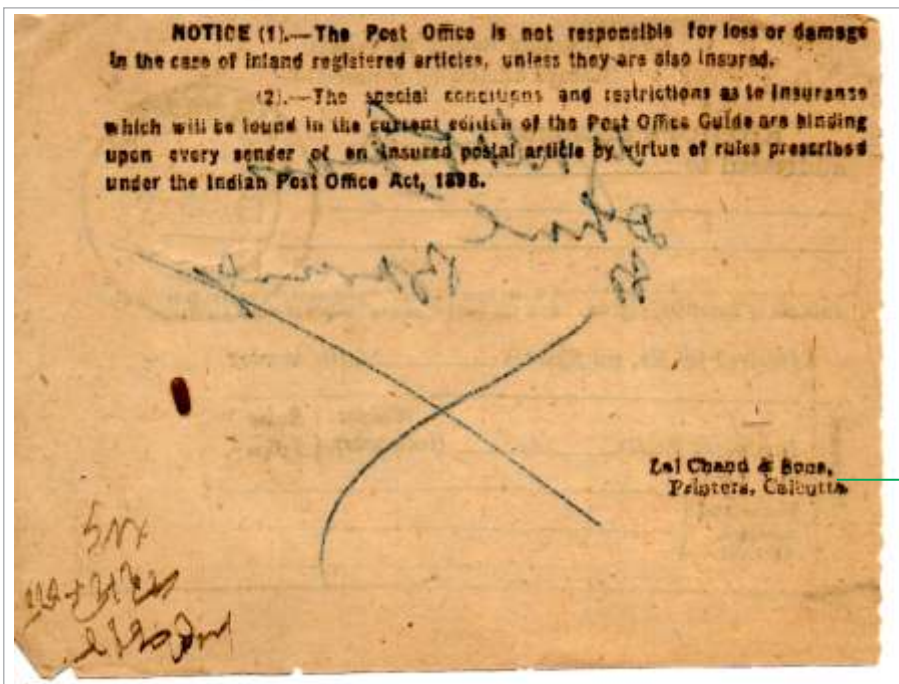 NOTICE (1).—The Post Office is not responsible for loss or damage
in the case of inland registered articles, unless they are also insured.
(2).—The special conditions and restrictions as to insurance
which will be found in the current edition of the Post Office Guide are binding
upon every sender of an insured postal article by virtue of rules prescribed
under the Indian Post Office Act, 1898.
Lal Chand & Sons,
Printers, Calcutta